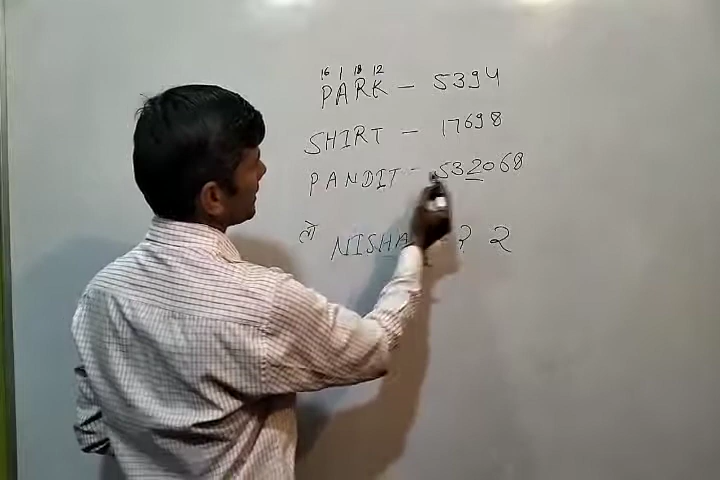 16 1 18 12
PARK - 5394
SHIRT - 17698
PANDIT - 532068
तो NISHA ? 2